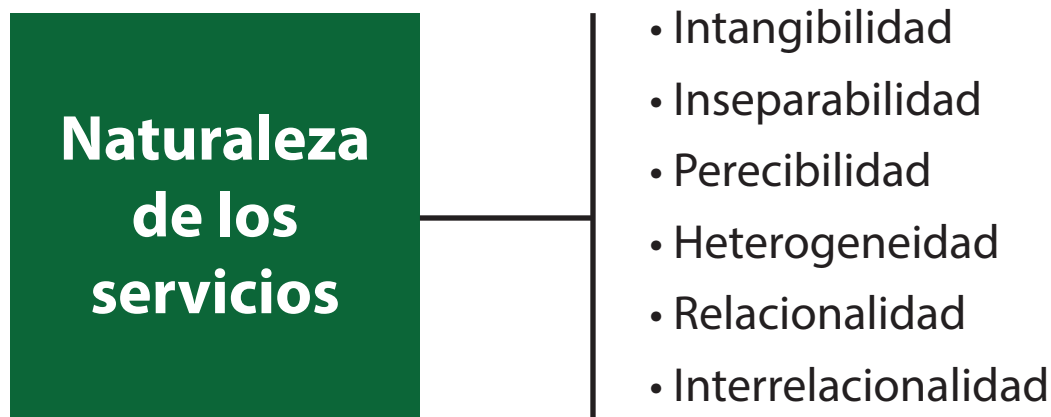 Naturaleza
de los
servicios
• Intangibilidad
• Inseparabilidad
• Perecibilidad
• Heterogeneidad
• Relacionalidad
• Interrelacionalidad